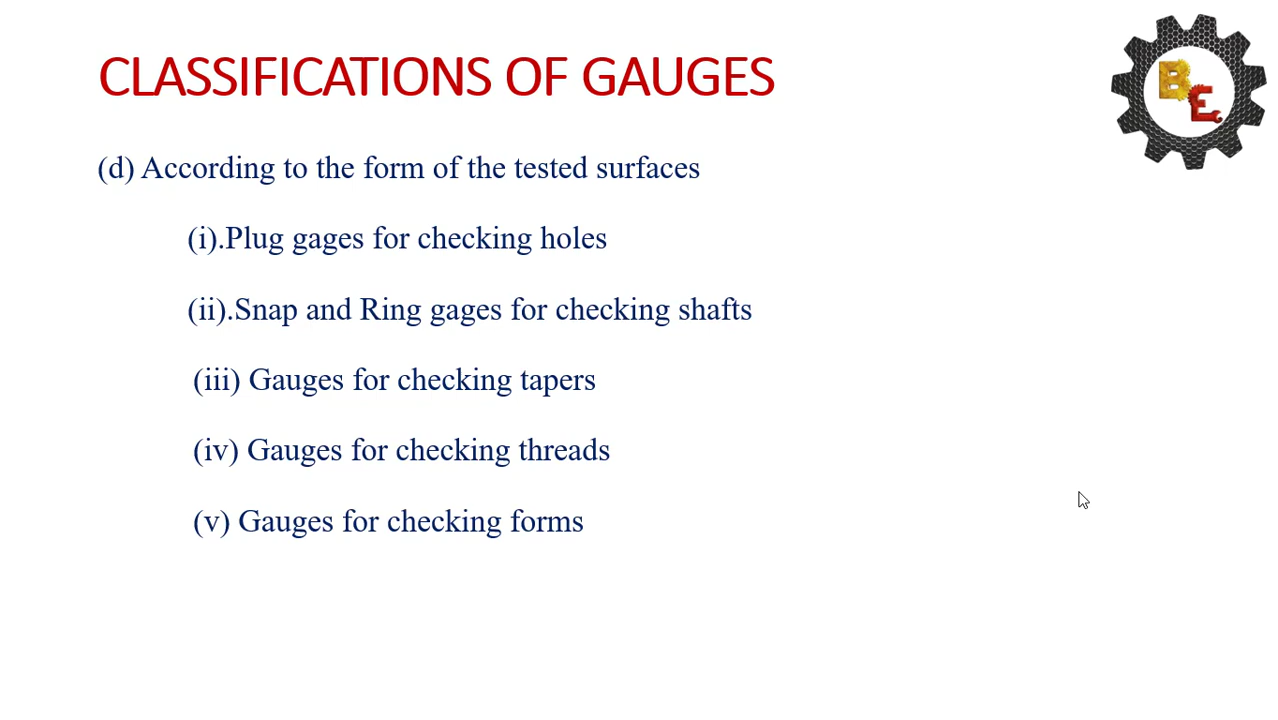 CLASSIFICATIONS OF GAUGES
B
E
(d) According to the form of the tested surfaces
(i).Plug gages for checking holes
(ii).Snap and Ring gages for checking shafts
(iii) Gauges for checking tapers
(iv) Gauges for checking threads
(v) Gauges for checking forms